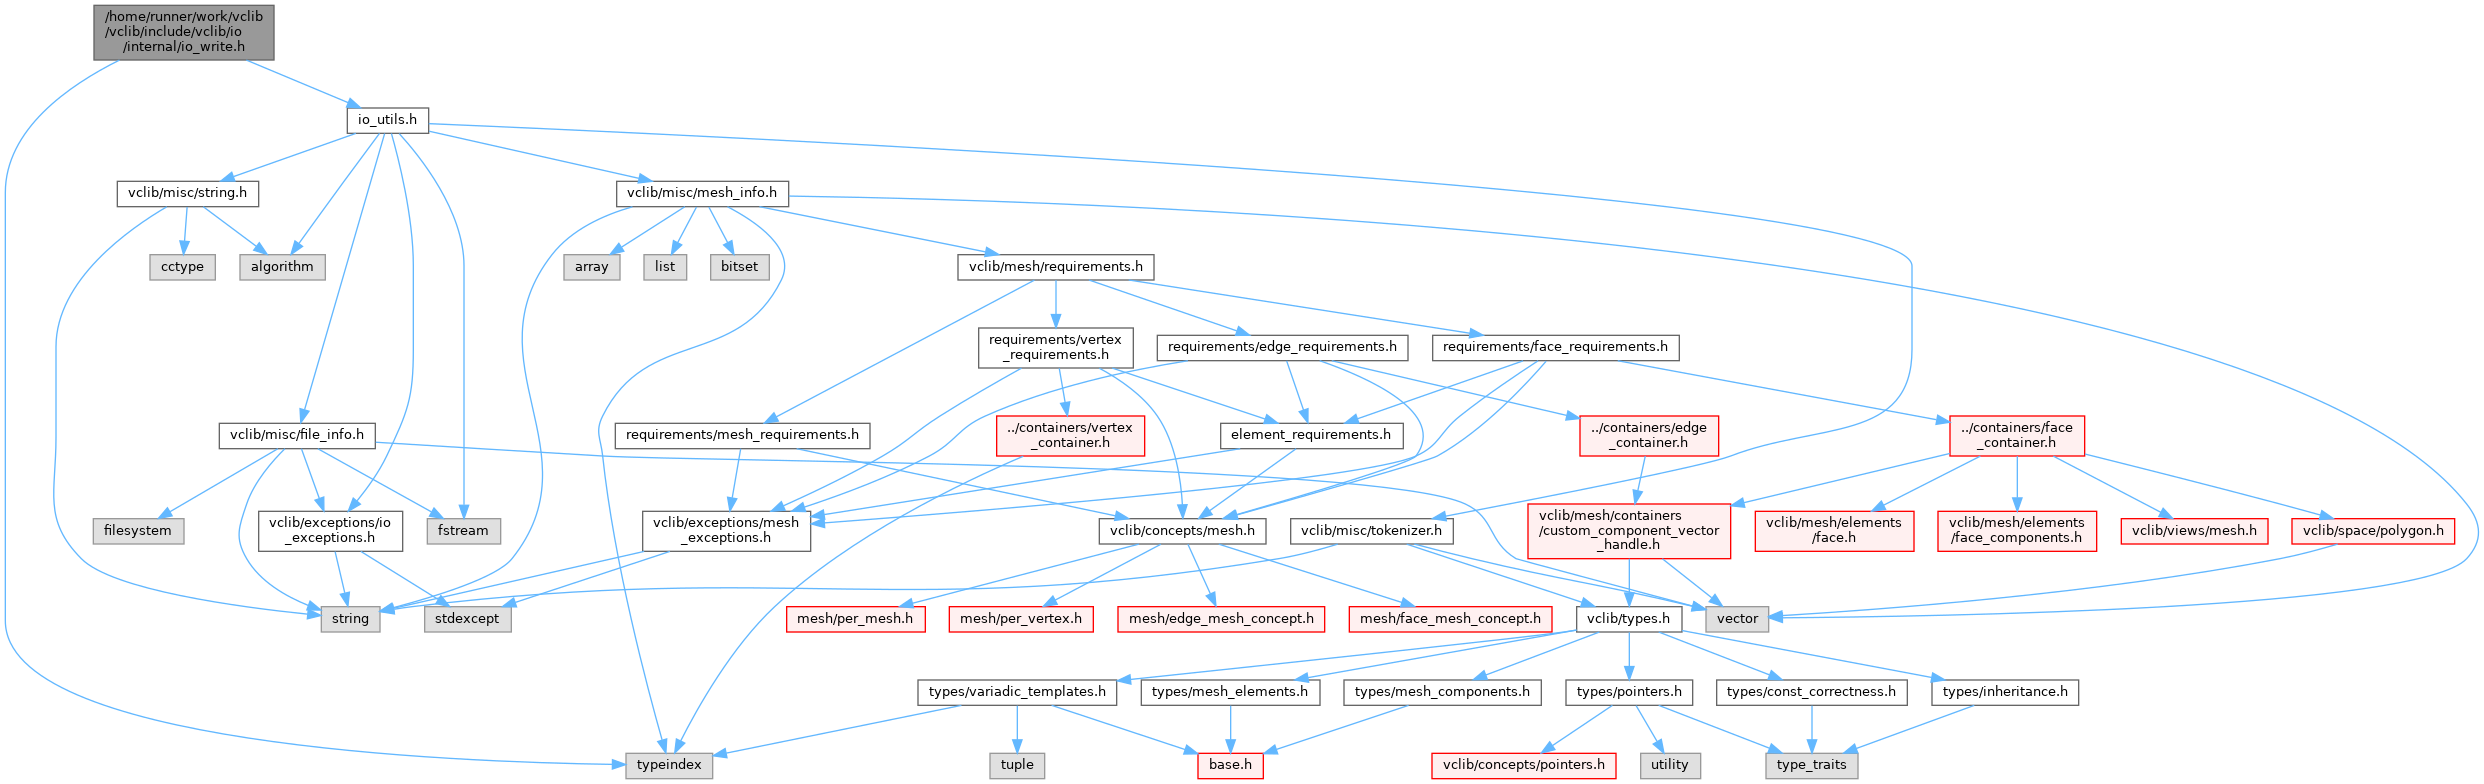 /home/runner/work/vclib
/vclib/include/vclib/io
/internal/io_write.h
io_utils.h
vclib/misc/string.h
vclib/misc/mesh_info.h
cctype
algorithm
array
list
bitset
vclib/mesh/requirements.h
requirements/vertex
_requirements.h
requirements/edge_requirements.h
requirements/face_requirements.h
vclib/misc/file_info.h
requirements/mesh_requirements.h
../containers/vertex
_container.h
element_requirements.h
../containers/edge
_container.h
../containers/face
_container.h
filesystem
vclib/exceptions/io
_exceptions.h
fstream
vclib/exceptions/mesh
_exceptions.h
vclib/concepts/mesh.h
vclib/misc/tokenizer.h
vclib/mesh/containers
/custom_component_vector
_handle.h
vclib/mesh/elements
/face.h
vclib/mesh/elements
/face_components.h
vclib/views/mesh.h
vclib/space/polygon.h
string
stdexcept
mesh/per_mesh.h
mesh/per_vertex.h
mesh/edge_mesh_concept.h
mesh/face_mesh_concept.h
vclib/types.h
vector
types/variadic_templates.h
types/mesh_elements.h
types/mesh_components.h
types/pointers.h
types/const_correctness.h
types/inheritance.h
typeindex
tuple
base.h
vclib/concepts/pointers.h
utility
type_traits